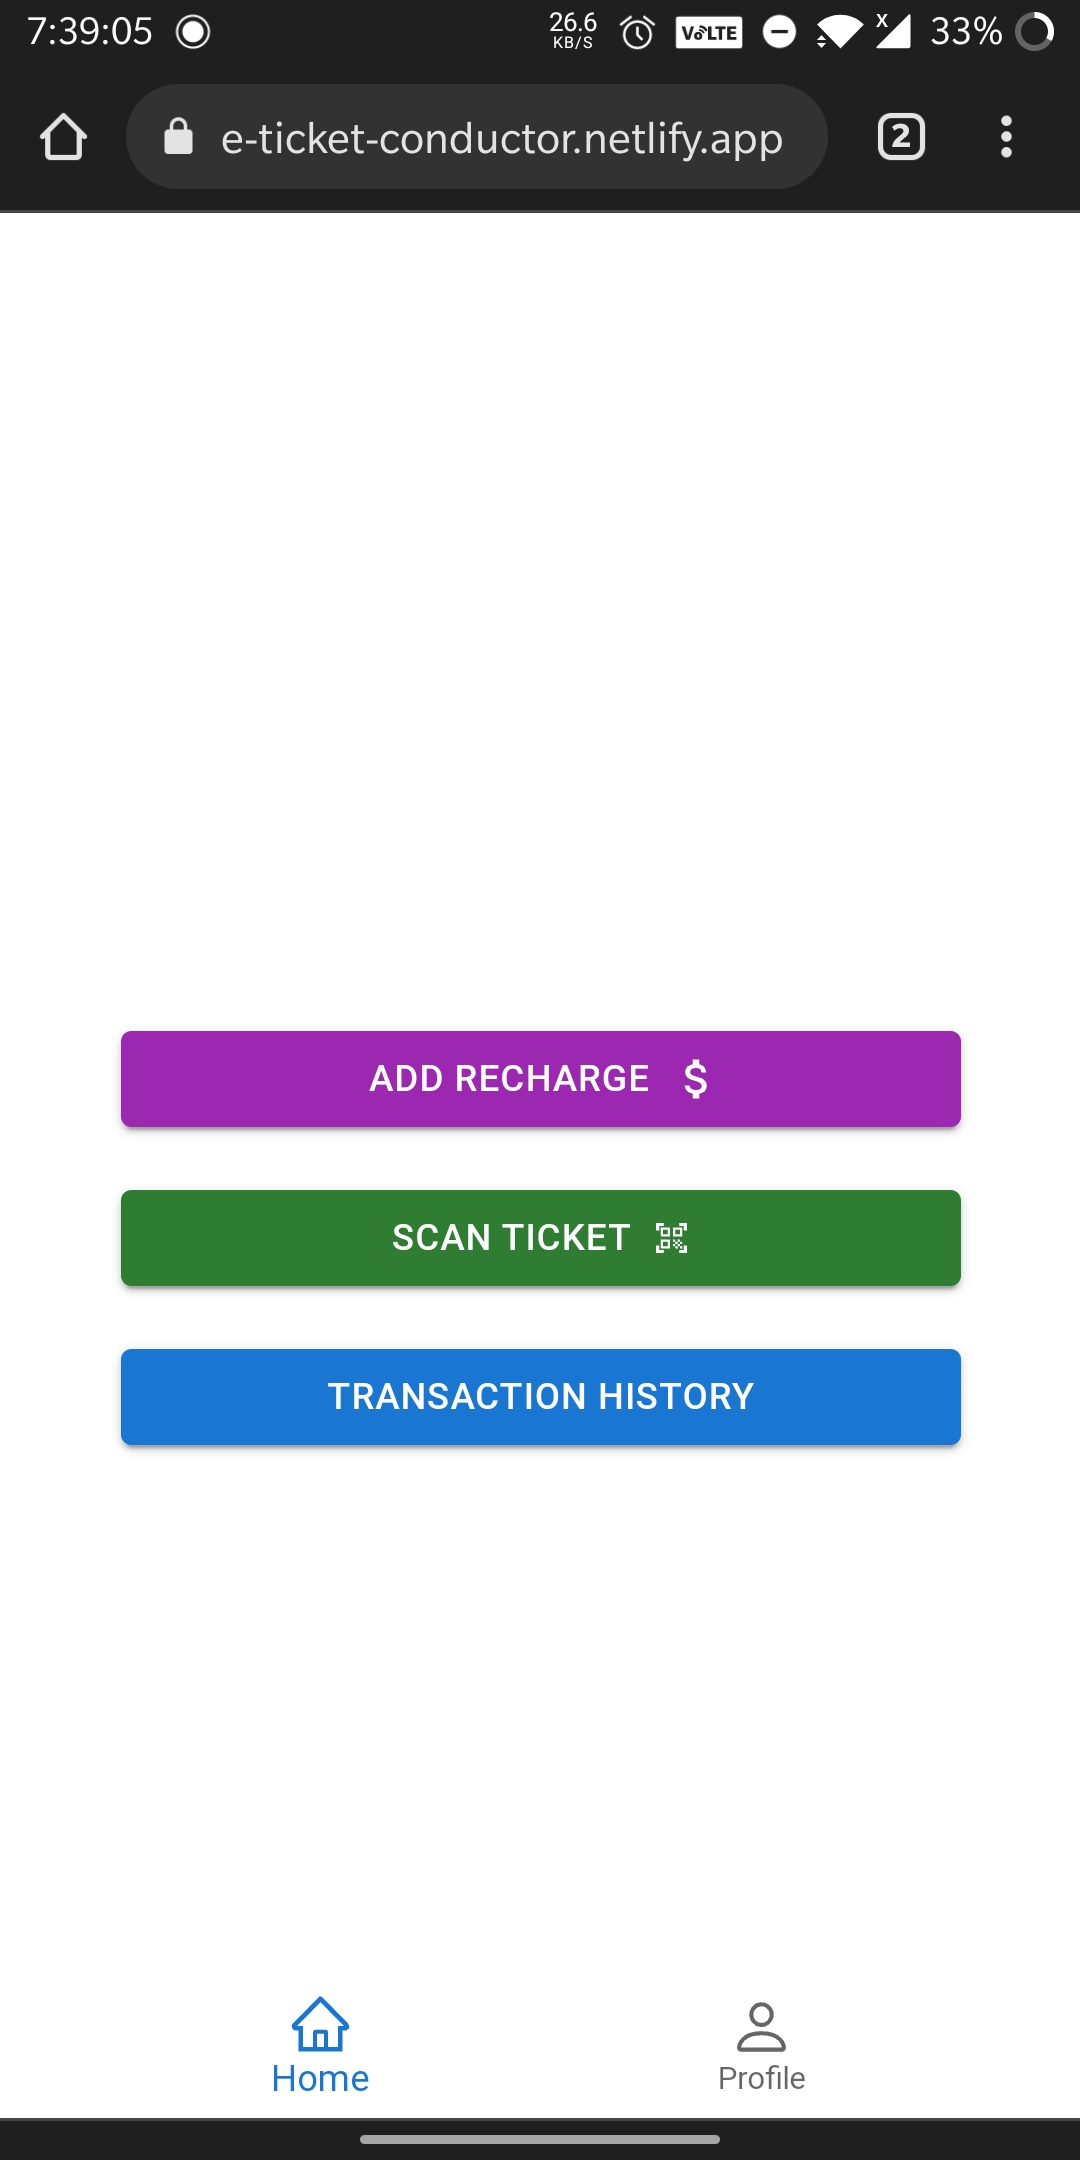 7:39:05 26.6 KB/S VoLTE X 33%
e-ticket-conductor.netlify.app 2
ADD RECHARGE $
SCAN TICKET
TRANSACTION HISTORY
Home Profile